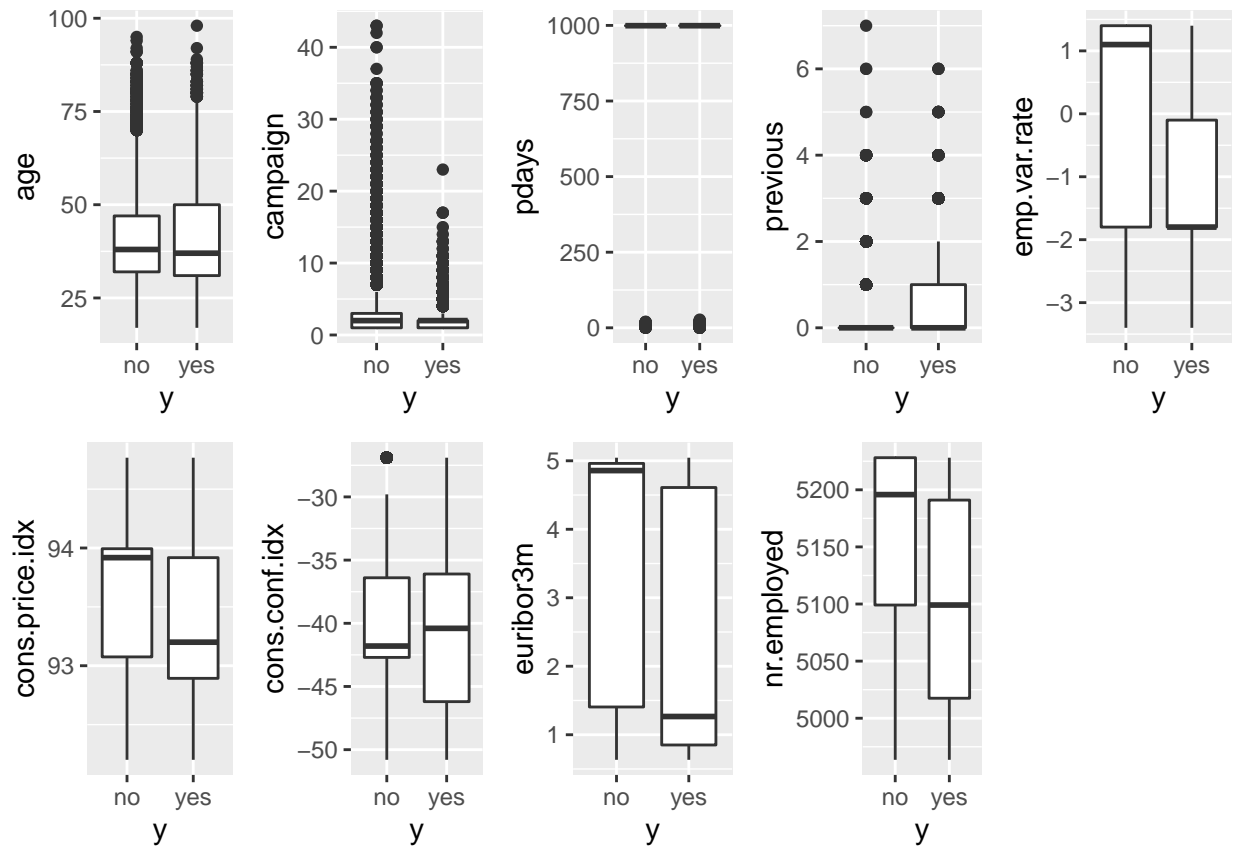 age
100
75
50
25
no yes
y
campaign
40
30
20
10
0
no yes
y
pdays
1000
750
500
250
0
no yes
y
previous
6
4
2
0
no yes
y
emp.var.rate
1
0
−1
−2
−3
no yes
y
cons.price.idx
94
93
no yes
y
cons.conf.idx
−30
−35
−40
−45
−50
no yes
y
euribor3m
5
4
3
2
1
no yes
y
nr.employed
5200
5150
5100
5050
5000
no yes
y